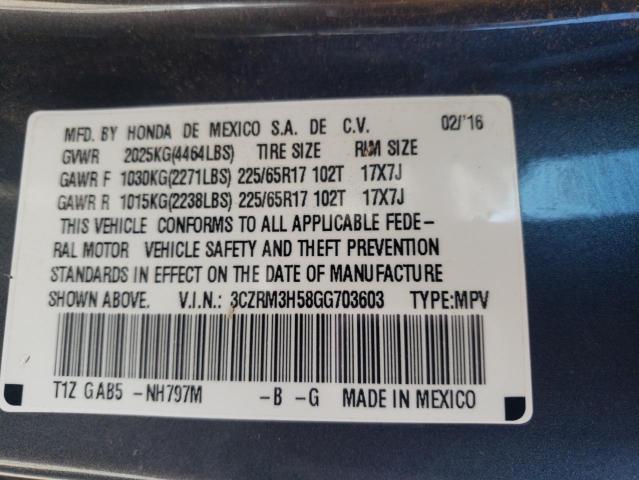 MFD. BY HONDA DE MEXICO S.A. DE C.V. 02/'16
GVWR 2025KG(4464LBS) TIRE SIZE RIM SIZE
GAWR F 1030KG(2271LBS) 225/65R17 102T 17X7J
GAWR R 1015KG(2238LBS) 225/65R17 102T 17X7J
THIS VEHICLE CONFORMS TO ALL APPLICABLE FEDE-
RAL MOTOR VEHICLE SAFETY AND THEFT PREVENTION
STANDARDS IN EFFECT ON THE DATE OF MANUFACTURE
SHOWN ABOVE. V.I.N.: 3CZRM3H58GG703603 TYPE:MPV
T1Z GAB5 -NH797M -B -G MADE IN MEXICO